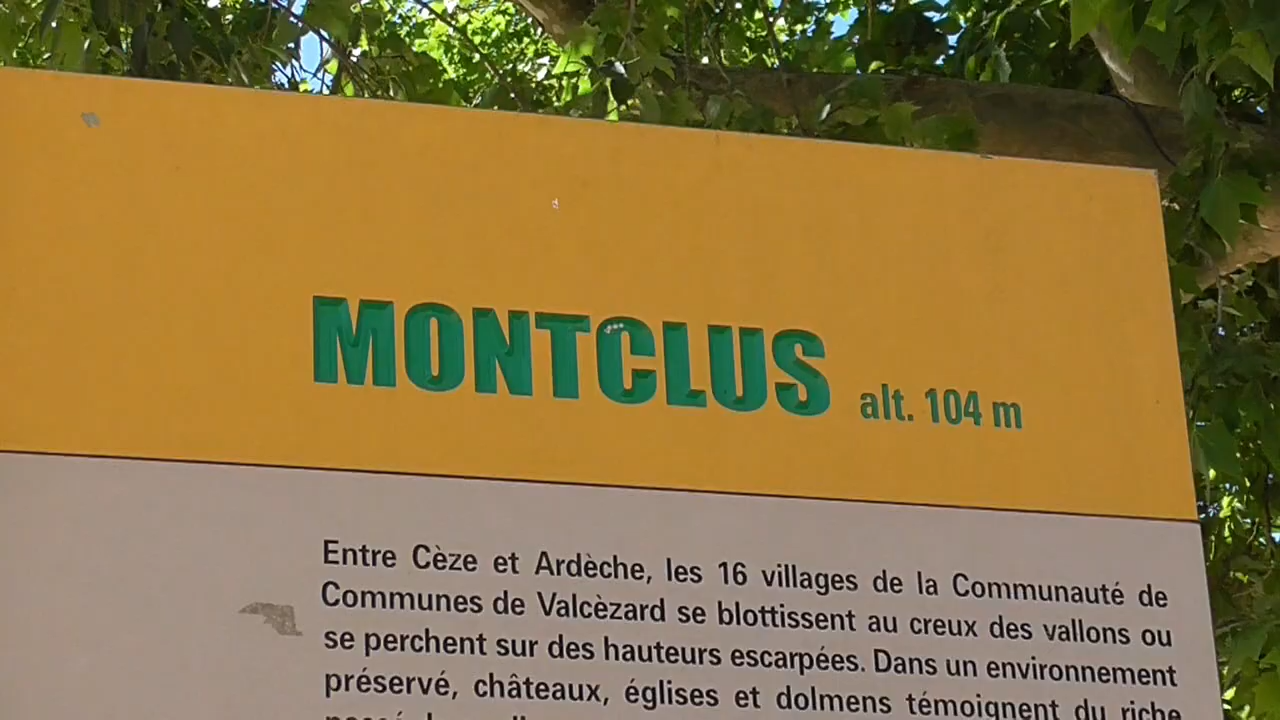 MONTCLUS alt. 104 m
Entre Cèze et Ardèche, les 16 villages de la Communauté de
Communes de Valcèzard se blottissent au creux des vallons ou
se perchent sur des hauteurs escarpées. Dans un environnement
préservé, châteaux, églises et dolmens témoignent du riche